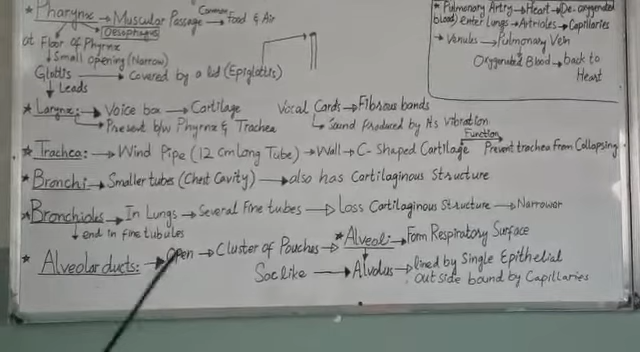 * Pharynx → Muscular Passage → Common Food & Air
Oesophagus
at Floor of Phyrnx
Small opening (Narrow)
Glottis → Covered by a lid (Epiglottis)
Leads
* Larynx: → Voice box → Cartilage
→ Present b/w Phyrnx & Trachea
Vocal Cards → Fibrous bands
Sound Produced by Its Vibration
* Trachea: → Wind Pipe (12 cm Long Tube) → Wall → C-Shaped Cartilage Function Prevent trachea from Collapsing
* Bronchi → Smaller tubes (Chest Cavity) → also has Cartilaginous Structure
* Bronchioles → In Lungs → Several Fine tubes → Loss Cartilaginous Structure → Narrower
end in fine tubules
* Alveolar ducts: → Open → Cluster of Pouches → * Alveoli → Form Respiratory Surface
Sac like → Alvolus → lined by Single Epithelial
outside bound by Capillaries
* Pulmonary Artry → Heart → De-oxygenated
blood) enter Lungs → Artrioles → Capillaries
→ Venules → Pulmonary Vein
Oxygenated Blood → back to
Heart